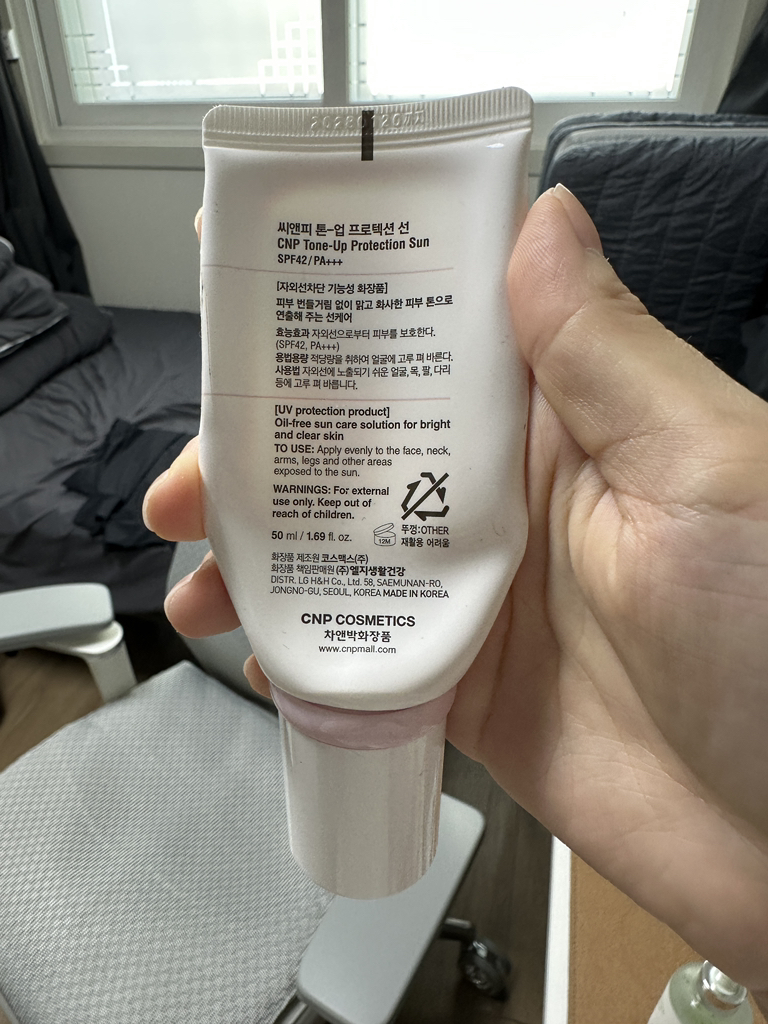 씨앤피 톤-업 프로텍션 선
CNP Tone-Up Protection Sun
SPF42/PA+++
[자외선차단 기능성 화장품]
피부 번들거림 없이 맑고 화사한 피부 톤으로
연출해 주는 선케어
효능효과 자외선으로부터 피부를 보호한다.
(SPF42, PA+++)
용법용량 적당량을 취하여 얼굴에 고루 펴 바른다.
사용법 자외선에 노출되기 쉬운 얼굴, 목, 팔, 다리
등에 고루 펴 바릅니다.
[UV protection product]
Oil-free sun care solution for bright
and clear skin
TO USE: Apply evenly to the face, neck,
arms, legs and other areas
exposed to the sun.
WARNINGS: For external
use only. Keep out of
reach of children.
뚜껑:OTHER
재활용 어려움
50 ml / 1.69 fl. oz.
12M
화장품 제조원 코스맥스(주)
화장품 책임판매원 (주)엘지생활건강
DISTR. LG H&H Co., Ltd. 58, SAEMUNAN-RO,
JONGNO-GU, SEOUL, KOREA MADE IN KOREA
CNP COSMETICS
차앤박화장품
www.cnpmall.com